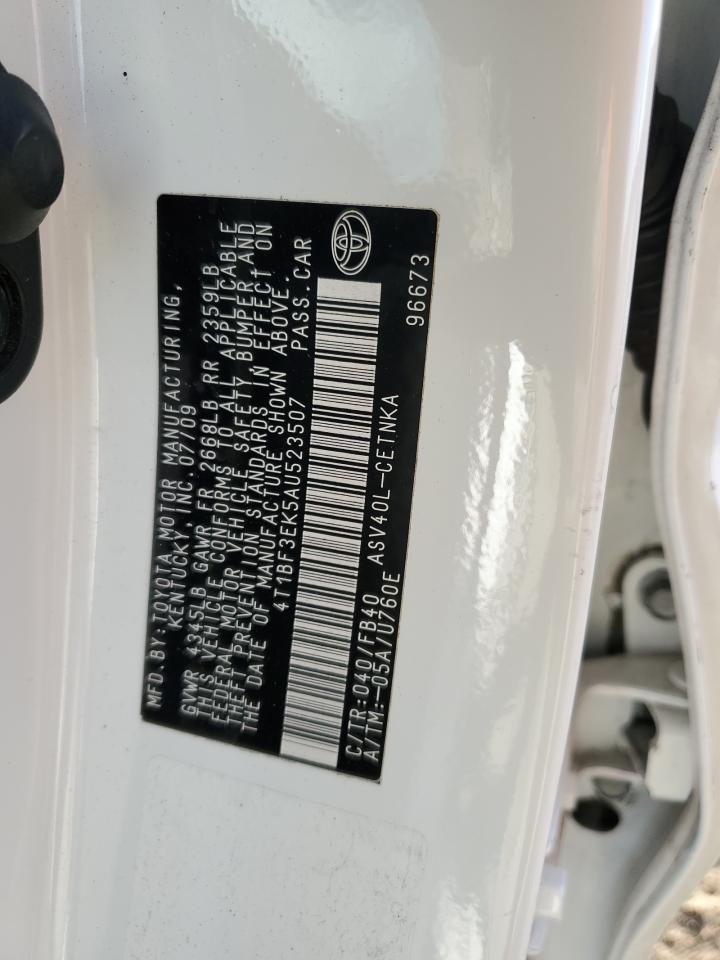 MFD.BY:TOYOTA MOTOR MANUFACTURING,
KENTUCKY,INC. 07/09
GVWR 4345LB GAWR FR 2668LB RR 2359LB
THIS VEHICLE CONFORMS TO ALL APPLICABLE
FEDERAL MOTOR VEHICLE SAFETY,BUMPER,AND
THEFT PREVENTION STANDARDS IN EFFECT ON
THE DATE OF MANUFACTURE SHOWN ABOVE.
4T1BF3EK5AU523507 PASS.CAR
C/TR:040/FB40 ASV40L-CETNKA
A/TM:-05A/U760E 96673